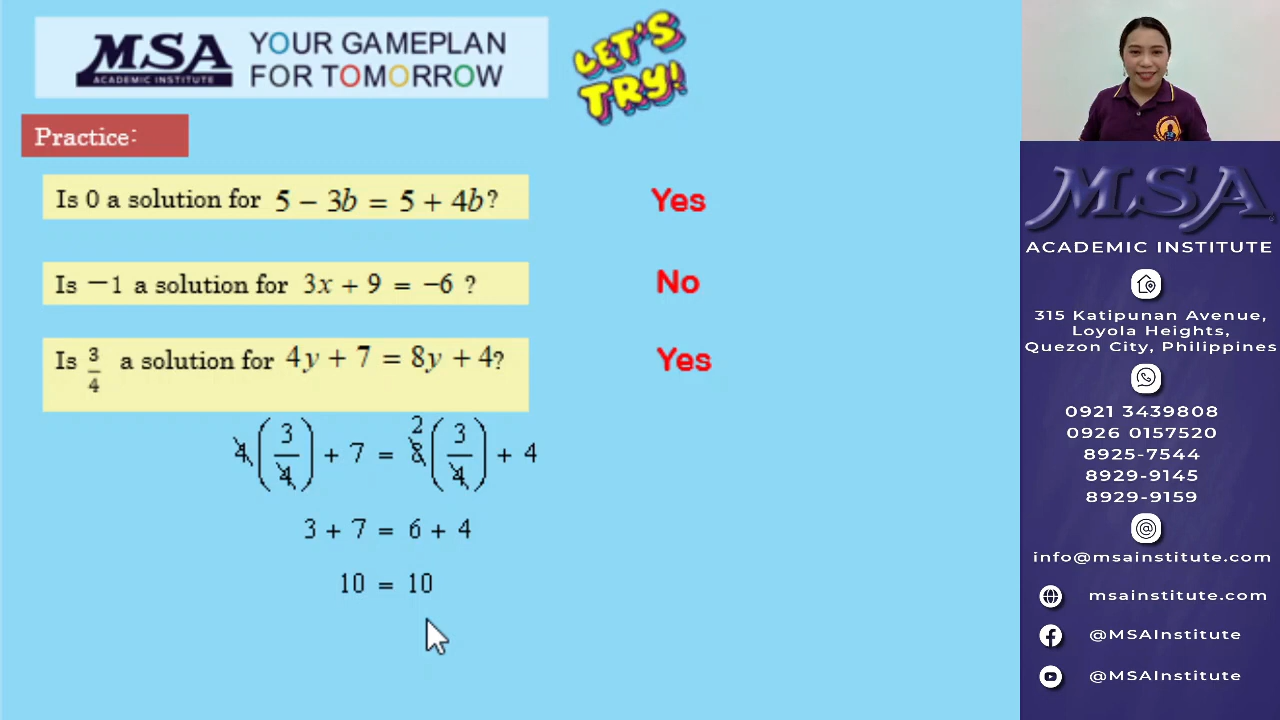 MSA
ACADEMIC INSTITUTE
YOUR GAMEPLAN
FOR TOMORROW
LET'S
TRY!
Practice:
Is 0 a solution for 5 − 3b = 5 + 4b?
Yes
Is −1 a solution for 3x + 9 = −6 ?
No
Is 3/4 a solution for 4y + 7 = 8y + 4?
Yes
2
4(3/4) + 7 = 8(3/4) + 4
3 + 7 = 6 + 4
10 = 10
MSA
ACADEMIC INSTITUTE
315 Katipunan Avenue,
Loyola Heights,
Quezon City, Philippines
0921 3439808
0926 0157520
8925-7544
8929-9145
8929-9159
info@msainstitute.com
msainstitute.com
@MSAInstitute
@MSAInstitute